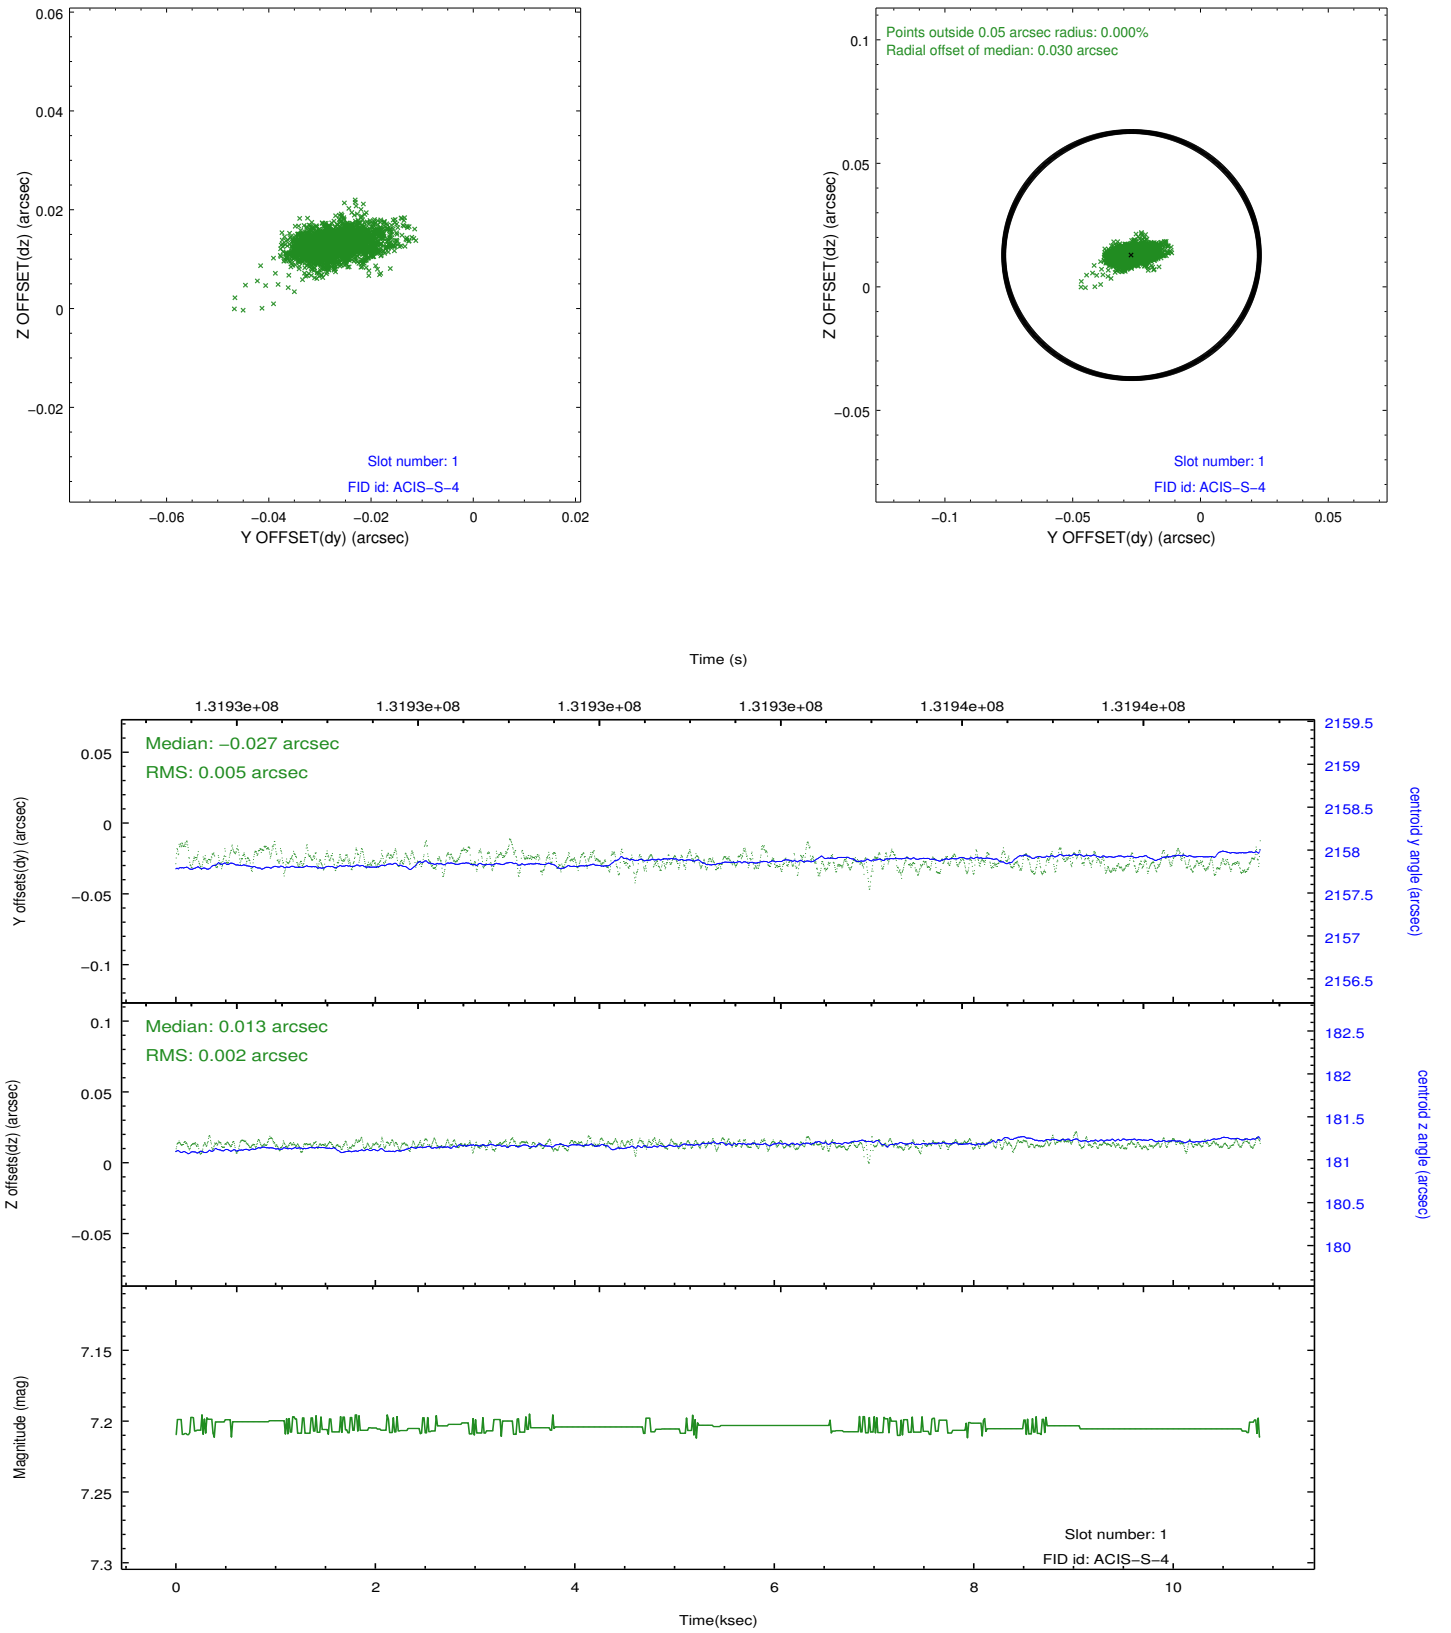 0.06
0.04
0.02
0
−0.02
Z OFFSET(dz) (arcsec)
Slot number: 1
FID id: ACIS−S−4
−0.06
−0.04
−0.02
0
0.02
Y OFFSET(dy) (arcsec)
Points outside 0.05 arcsec radius: 0.000%
Radial offset of median: 0.030 arcsec
0.1
0.05
0
−0.05
Z OFFSET(dz) (arcsec)
Slot number: 1
FID id: ACIS−S−4
−0.1
−0.05
0
0.05
Y OFFSET(dy) (arcsec)
Time (s)
1.3193e+08
1.3193e+08
1.3193e+08
1.3193e+08
1.3194e+08
1.3194e+08
Median: −0.027 arcsec
RMS: 0.005 arcsec
0.05
0
−0.05
−0.1
Y offsets(dy) (arcsec)
2159.5
2159
2158.5
2158
2157.5
2157
2156.5
centroid y angle (arcsec)
Median: 0.013 arcsec
RMS: 0.002 arcsec
0.1
0.05
0
−0.05
Z offsets(dz) (arcsec)
182.5
182
181.5
181
180.5
180
centroid z angle (arcsec)
7.15
7.2
7.25
7.3
Magnitude (mag)
Slot number: 1
FID id: ACIS−S−4
0
2
4
6
8
10
Time(ksec)